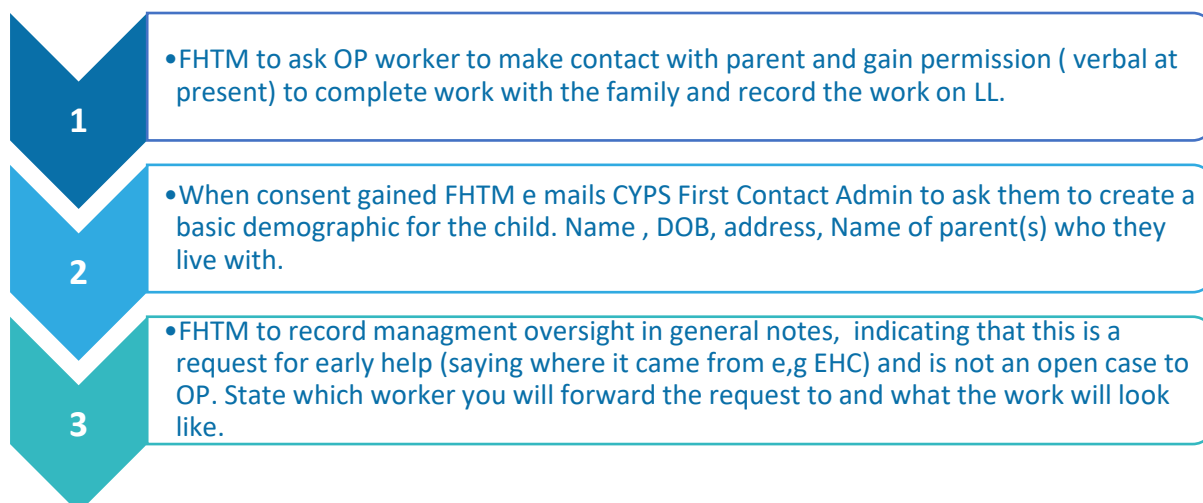 1
•FHTM to ask OP worker to make contact with parent and gain permission ( verbal at
present) to complete work with the family and record the work on LL.
2
•When consent gained FHTM e mails CYPS First Contact Admin to ask them to create a
basic demographic for the child. Name , DOB, address, Name of parent(s) who they
live with.
3
•FHTM to record managment oversight in general notes,  indicating that this is a
request for early help (saying where it came from e,g EHC) and is not an open case to
OP. State which worker you will forward the request to and what the work will look
like.